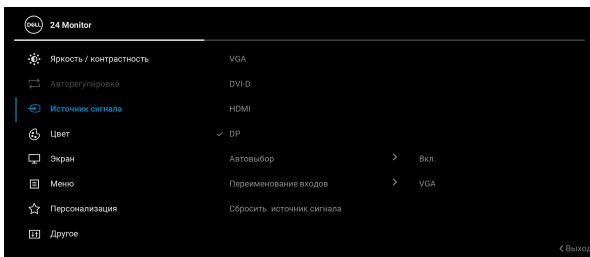 DELL 24 Monitor
Яркость / контрастность VGA
Авторегулировка DVI-D
Источник сигнала HDMI
Цвет DP
Экран Автовыбор Вкл.
Меню Переименование входов VGA
Персонализация Сбросить источник сигнала
Другое
Выход